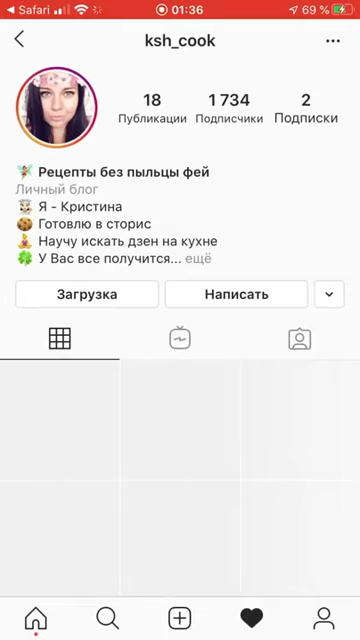 Safari 01:36 69 %
ksh_cook
18 1 734 2
Публикации Подписчики Подписки
Рецепты без пыльцы фей
Личный блог
Я - Кристина
Готовлю в сторис
Научу искать дзен на кухне
У Вас все получится... ещё
Загрузка Написать